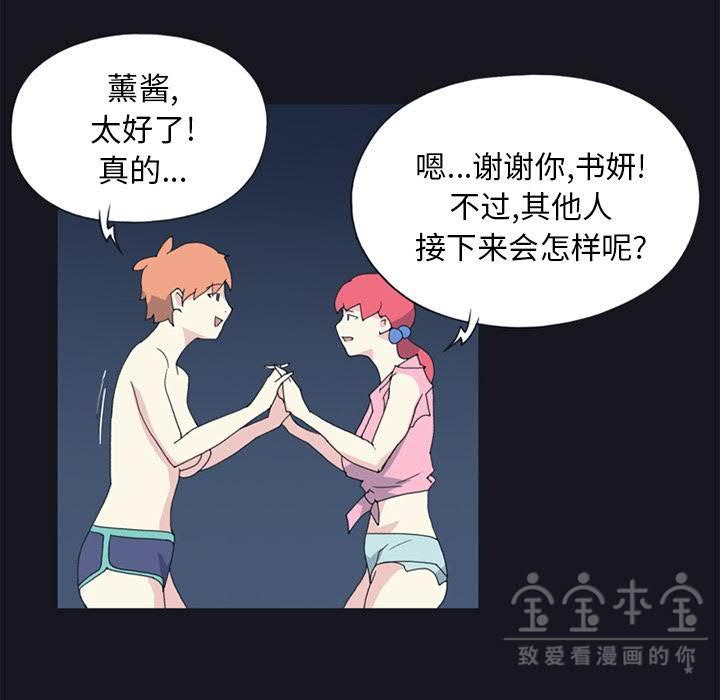 薰酱,
太好了!
真的...
嗯...谢谢你,书妍!
不过,其他人
接下来会怎样呢?
宝宝本宝
致爱看漫画的你